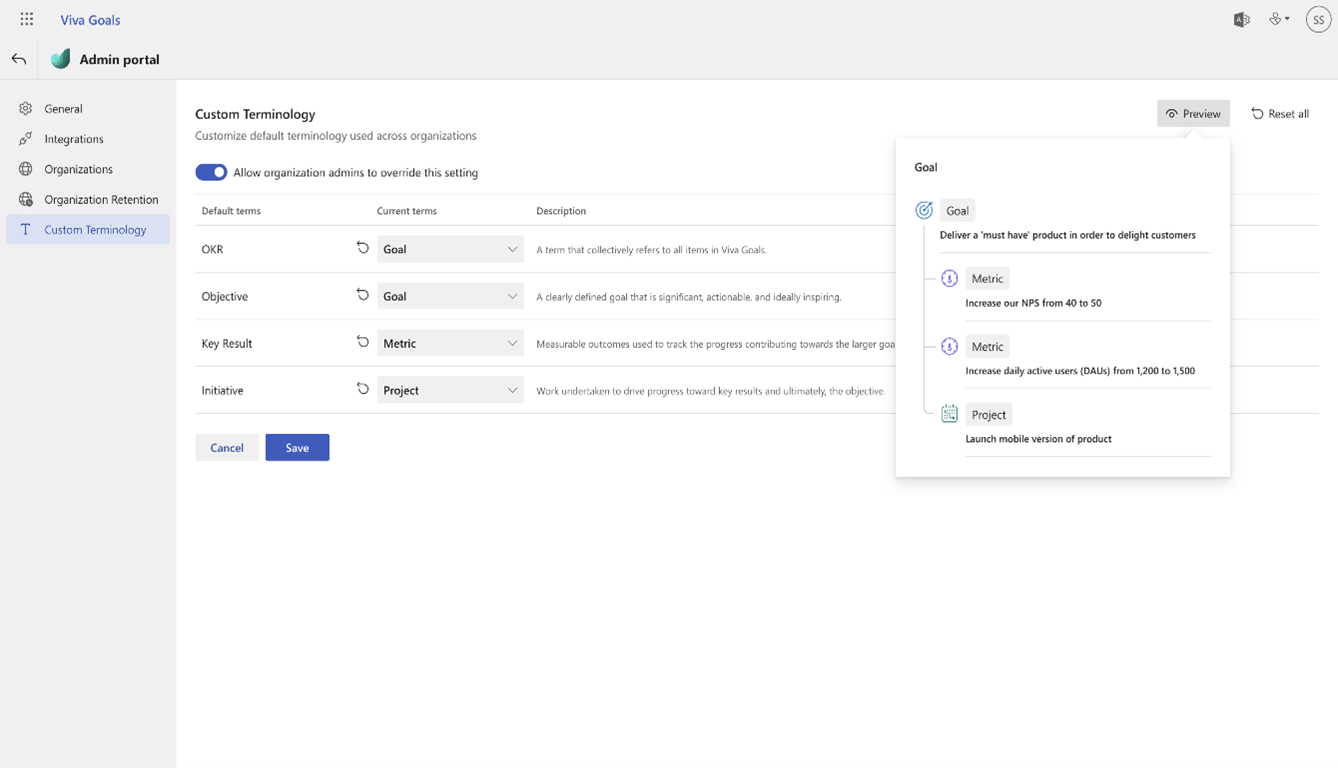 Viva Goals
SS
Admin portal
General
Integrations
Organizations
Organization Retention
T Custom Terminology
Custom Terminology
Customize default terminology used across organizations
Preview
Reset all
Allow organization admins to override this setting
Default terms Current terms Description
OKR Goal A term that collectively refers to all items in Viva Goals.
Objective Goal A clearly defined goal that is significant, actionable, and ideally inspiring.
Key Result Metric Measurable outcomes used to track the progress contributing towards the larger goa
Initiative Project Work undertaken to drive progress toward key results and ultimately, the objective.
Cancel Save
Goal
Goal
Deliver a 'must have' product in order to delight customers
Metric
Increase our NPS from 40 to 50
Metric
Increase daily active users (DAUs) from 1,200 to 1,500
Project
Launch mobile version of product